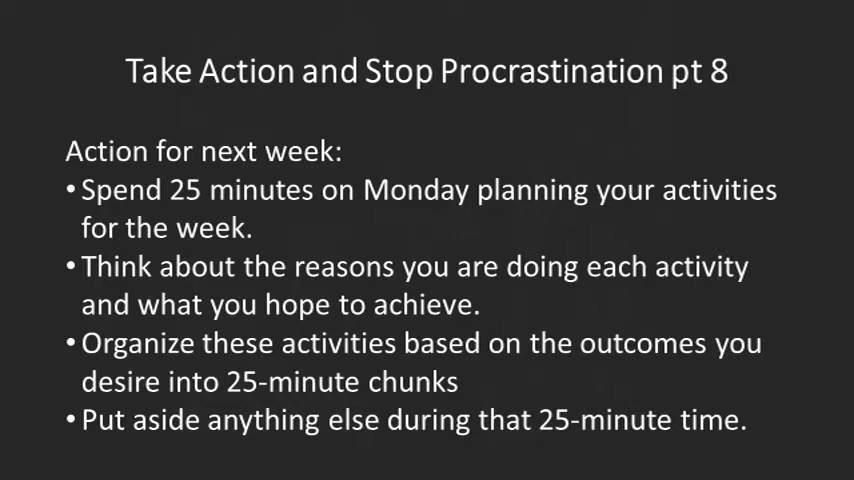 Take Action and Stop Procrastination pt 8
Action for next week:
•Spend 25 minutes on Monday planning your activities
for the week.
•Think about the reasons you are doing each activity
and what you hope to achieve.
•Organize these activities based on the outcomes you
desire into 25-minute chunks
•Put aside anything else during that 25-minute time.